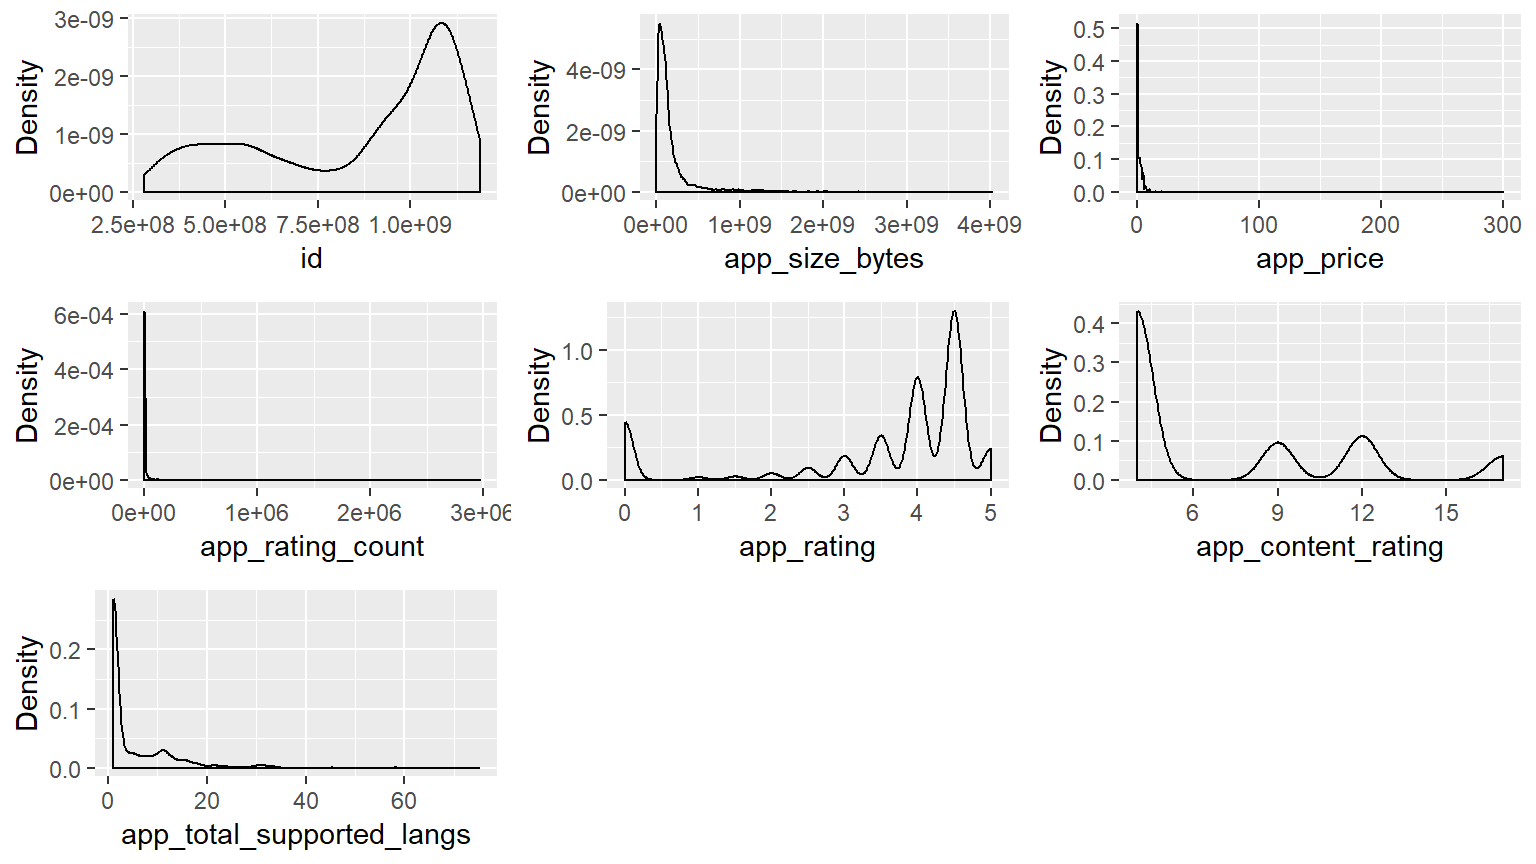 3e-09
2e-09
1e-09
0e+00
Density
2.5e+08 5.0e+08 7.5e+08 1.0e+09
id
4e-09
2e-09
0e+00
Density
0e+00 1e+09 2e+09 3e+09 4e+09
app_size_bytes
0.5
0.4
0.3
0.2
0.1
0.0
Density
0 100 200 300
app_price
6e-04
4e-04
2e-04
0e+00
Density
0e+00 1e+06 2e+06 3e+06
app_rating_count
1.0
0.5
0.0
Density
0 1 2 3 4 5
app_rating
0.4
0.3
0.2
0.1
0.0
Density
6 9 12 15
app_content_rating
0.2
0.1
0.0
Density
0 20 40 60
app_total_supported_langs